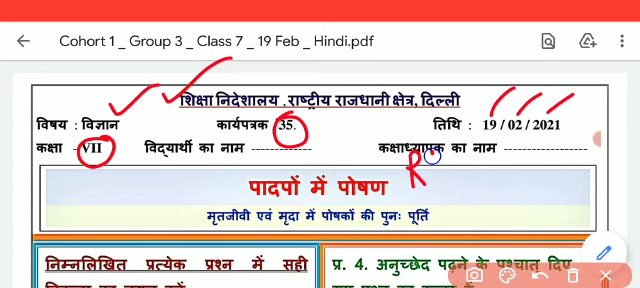 Cohort 1 _ Group 3 _ Class 7 _ 19 Feb _ Hindi.pdf
शिक्षा निदेशालय .राष्ट्रीय राजधानी क्षेत्र, दिल्ली
विषय : विज्ञान कार्यपत्रक 35. तिथि : 19 / 02 / 2021
कक्षा - VII विद्यार्थी का नाम ------------- कक्षाध्यापक का नाम ------------------
R
पादपों में पोषण
मृतजीवी एवं मृदा में पोषकों की पुनः पूर्ति
निम्नलिखित प्रत्येक प्रश्न में सही प्र. 4. अनुच्छेद पढ़ने के पश्चात् दिए